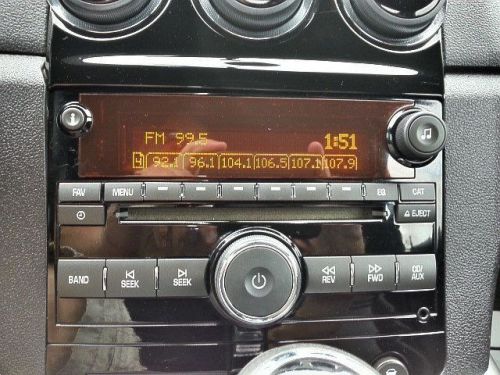 FM 99.5 1:51
4 92.1 96.1 104.1 106.5 107.1 107.9
FAV MENU EQ CAT
EJECT
BAND SEEK SEEK REV FWD CD/AUX